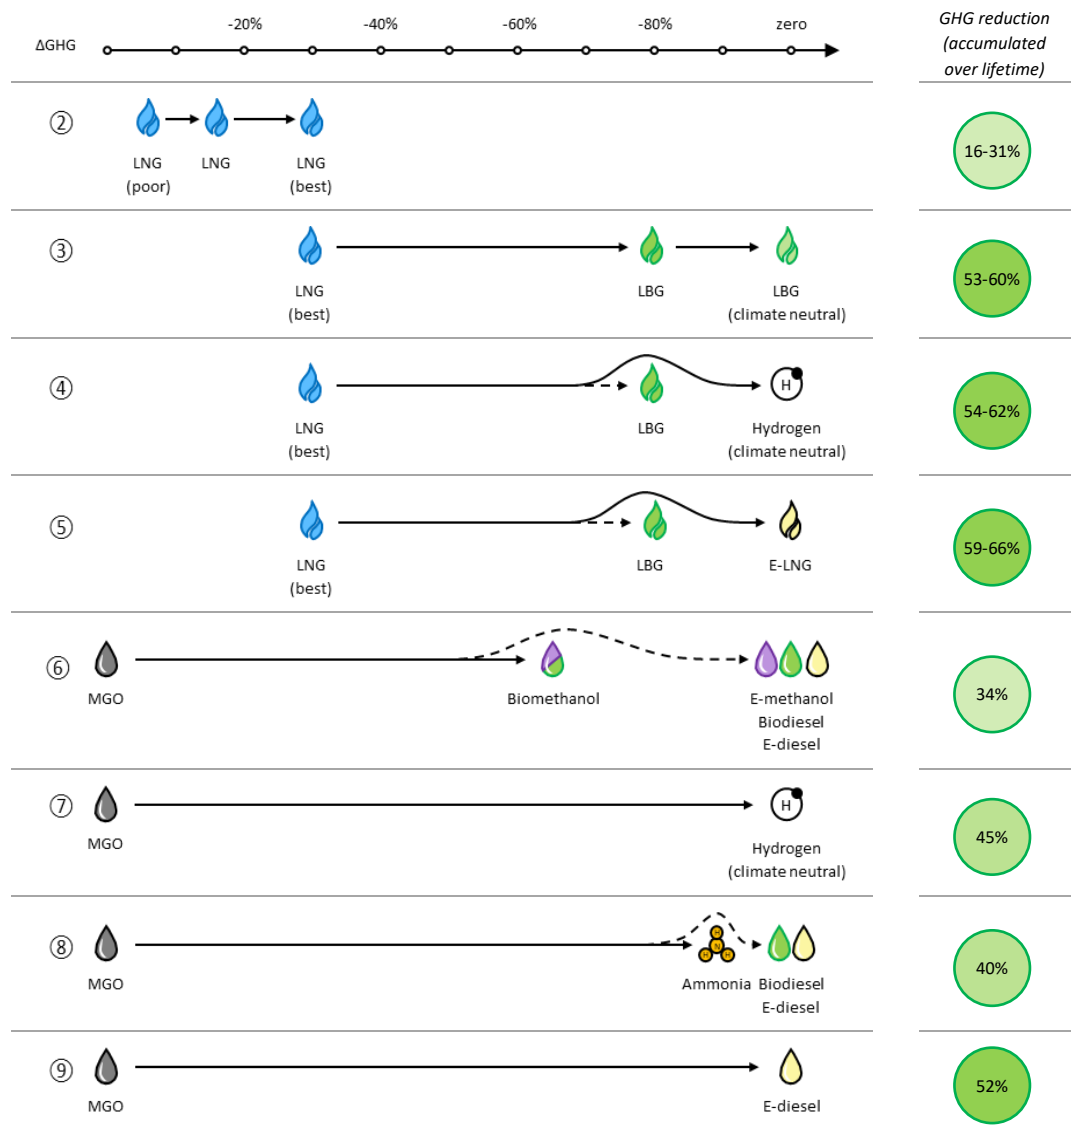 -20%
-40%
-60%
-80%
zero
GHG reduction
(accumulated
over lifetime)
ΔGHG
②
LNG
(poor)
LNG
LNG
(best)
16-31%
③
LNG
(best)
LBG
LBG
(climate neutral)
53-60%
④
H
LNG
(best)
LBG
Hydrogen
(climate neutral)
54-62%
⑤
LNG
(best)
LBG
E-LNG
59-66%
⑥
MGO
Biomethanol
E-methanol
Biodiesel
E-diesel
34%
⑦
H
MGO
Hydrogen
(climate neutral)
45%
⑧
H
N
H
H
MGO
Ammonia
Biodiesel
E-diesel
40%
⑨
MGO
E-diesel
52%